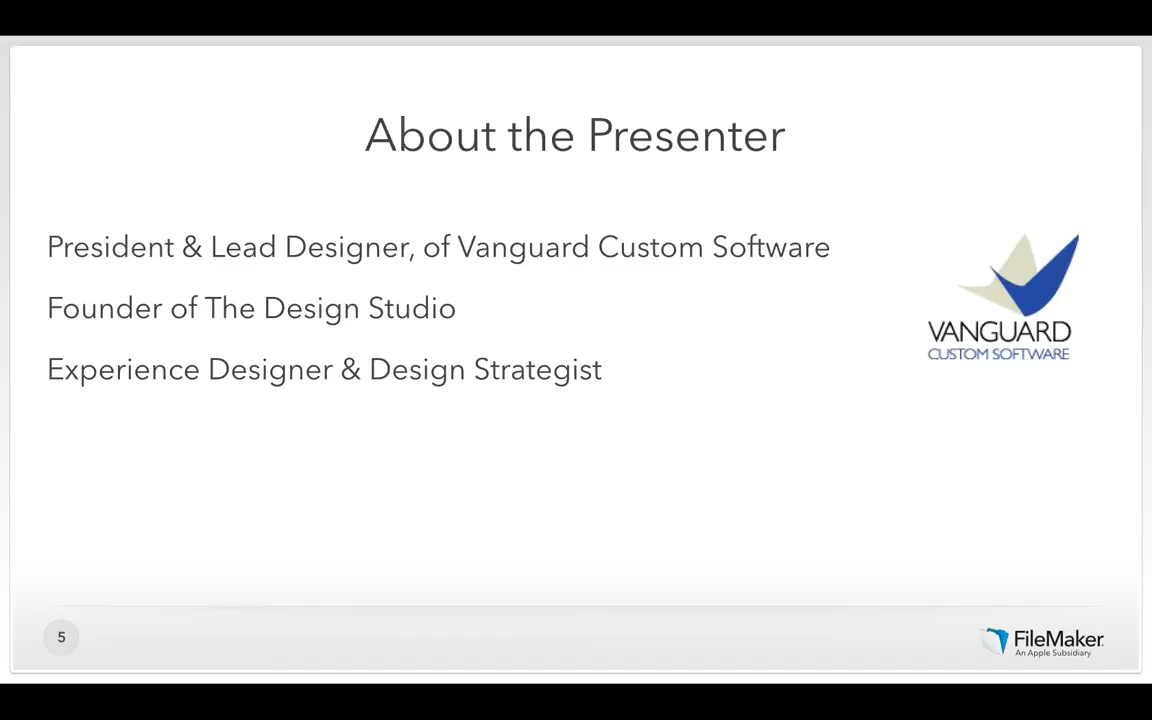 About the Presenter
President & Lead Designer, of Vanguard Custom Software
Founder of The Design Studio
Experience Designer & Design Strategist
VANGUARD
CUSTOM SOFTWARE
5
FileMaker
An Apple Subsidiary